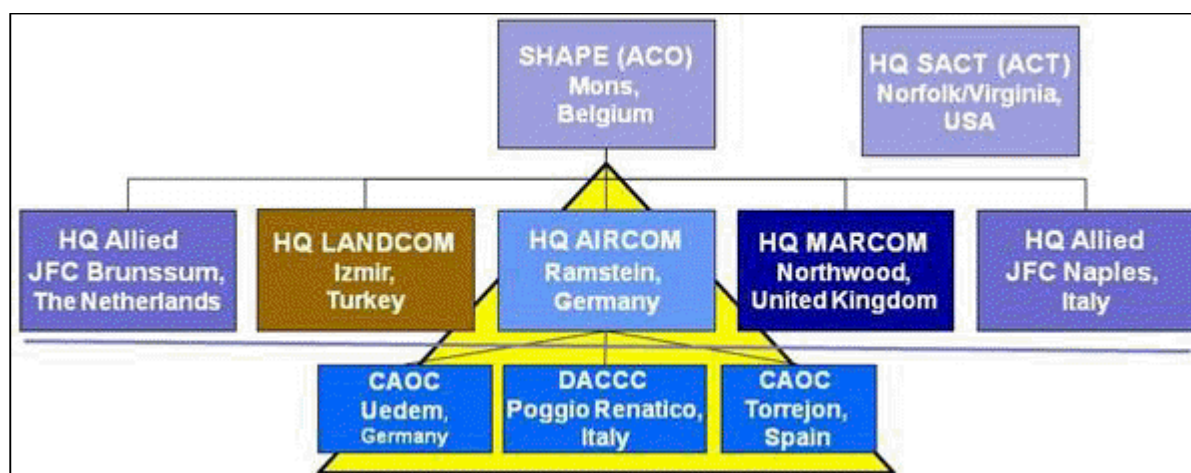 SHAPE (ACO)
Mons,
Belgium
HQ SACT (ACT)
Norfolk/Virginia,
USA
HQ Allied
JFC Brunssum,
The Netherlands
HQ LANDCOM
Izmir,
Turkey
HQ AIRCOM
Ramstein,
Germany
HQ MARCOM
Northwood,
United Kingdom
HQ Allied
JFC Naples,
Italy
CAOC
Uedem,
Germany
DACCC
Poggio Renatico,
Italy
CAOC
Torrejon,
Spain